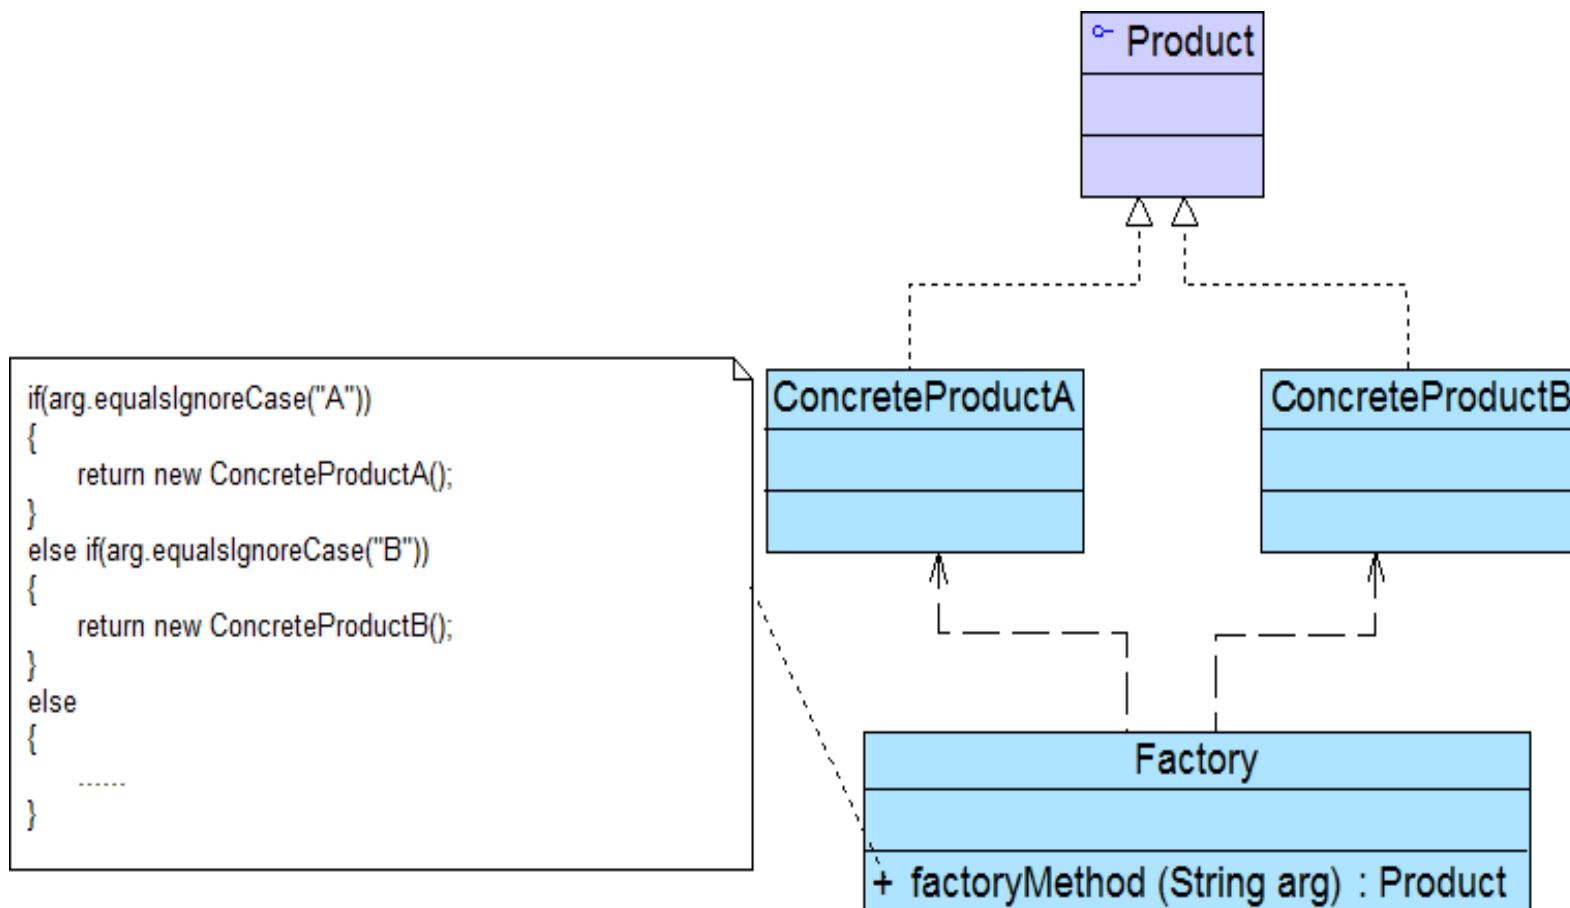 Product
if(arg.equalsIgnoreCase("A"))
{
return new ConcreteProductA();
}
else if(arg.equalsIgnoreCase("B"))
{
return new ConcreteProductB();
}
else
{
......
}
ConcreteProductA
ConcreteProductB
Factory
+ factoryMethod (String arg) : Product